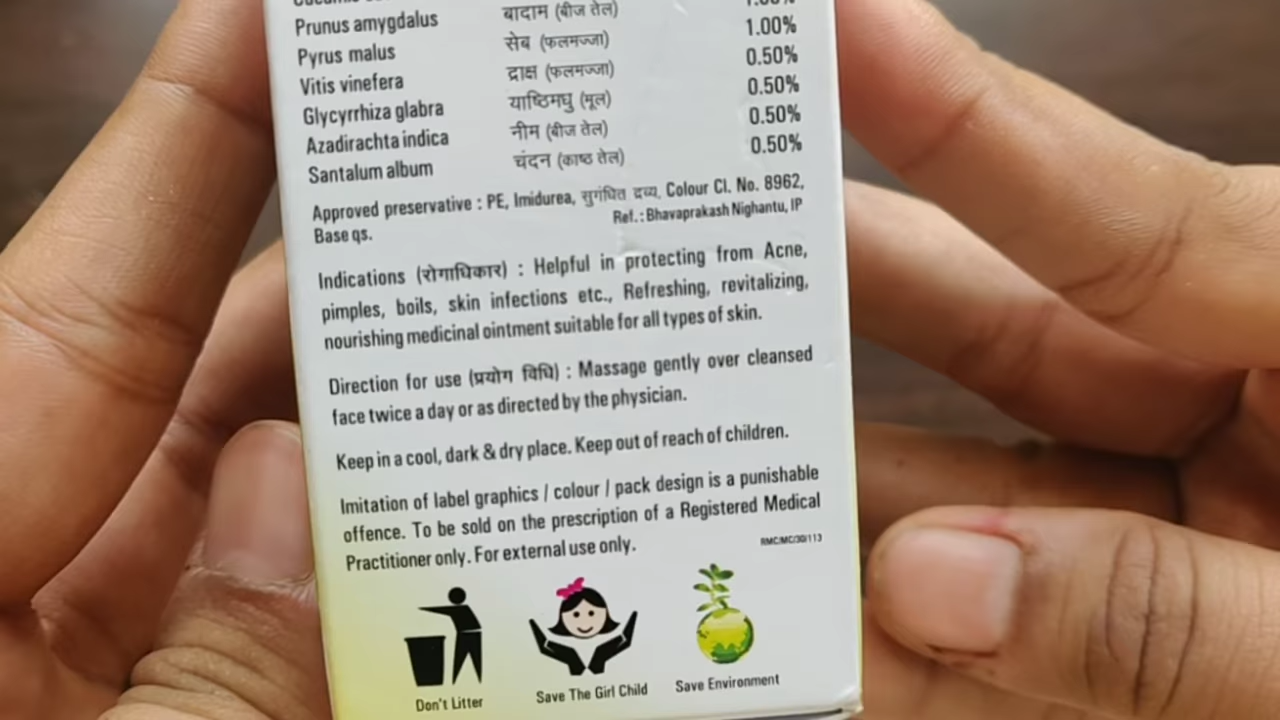 Prunus amygdalus बादाम (बीज तेल)
Pyrus malus सेब (फलमज्जा) 1.00%
Vitis vinefera द्राक्ष (फलमज्जा) 0.50%
Glycyrrhiza glabra याष्ठिमघु (मूल) 0.50%
Azadirachta indica नीम (बीज तेल) 0.50%
Santalum album चंदन (काष्ठ तेल) 0.50%
Approved preservative : PE, Imidurea, सुगंधित द्रव्य, Colour CI. No. 8962,
Base qs. Ref. : Bhavaprakash Nighantu, IP
Indications (रोगाधिकार) : Helpful in protecting from Acne,
pimples, boils, skin infections etc., Refreshing, revitalizing,
nourishing medicinal ointment suitable for all types of skin.
Direction for use (प्रयोग विधि) : Massage gently over cleansed
face twice a day or as directed by the physician.
Keep in a cool, dark & dry place. Keep out of reach of children.
Imitation of label graphics / colour / pack design is a punishable
offence. To be sold on the prescription of a Registered Medical
Practitioner only. For external use only.
RMC/MC/30/113
Don't Litter
Save The Girl Child
Save Environment